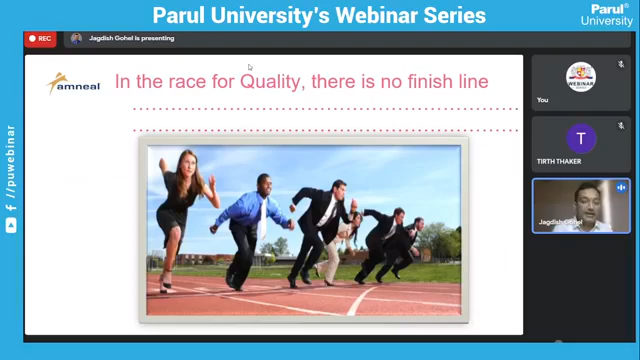 Parul University's Webinar Series
Parul®
University
REC
Jagdish Gohel is presenting
amneal
In the race for Quality, there is no finish line
WEBINAR
You
T
TIRTH THAKER
Jagdish Gohel
/puwebinar